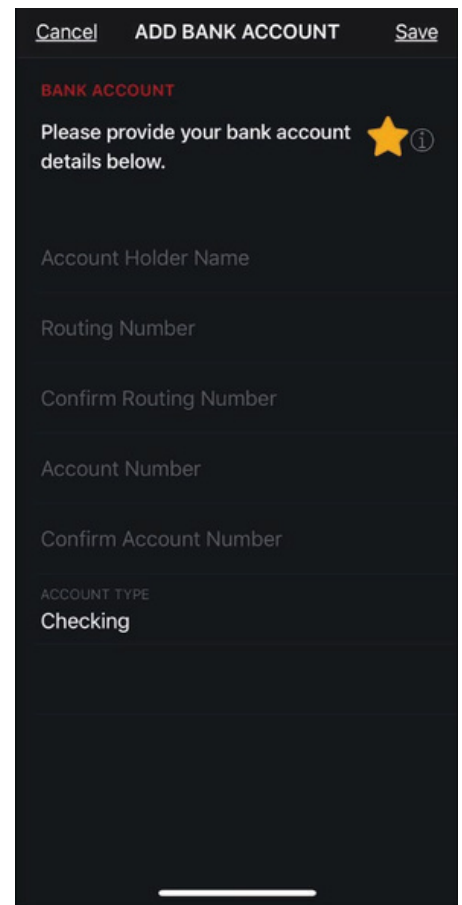 Cancel ADD BANK ACCOUNT Save
BANK ACCOUNT
Please provide your bank account
details below.
Account Holder Name
Routing Number
Confirm Routing Number
Account Number
Confirm Account Number
ACCOUNT TYPE
Checking